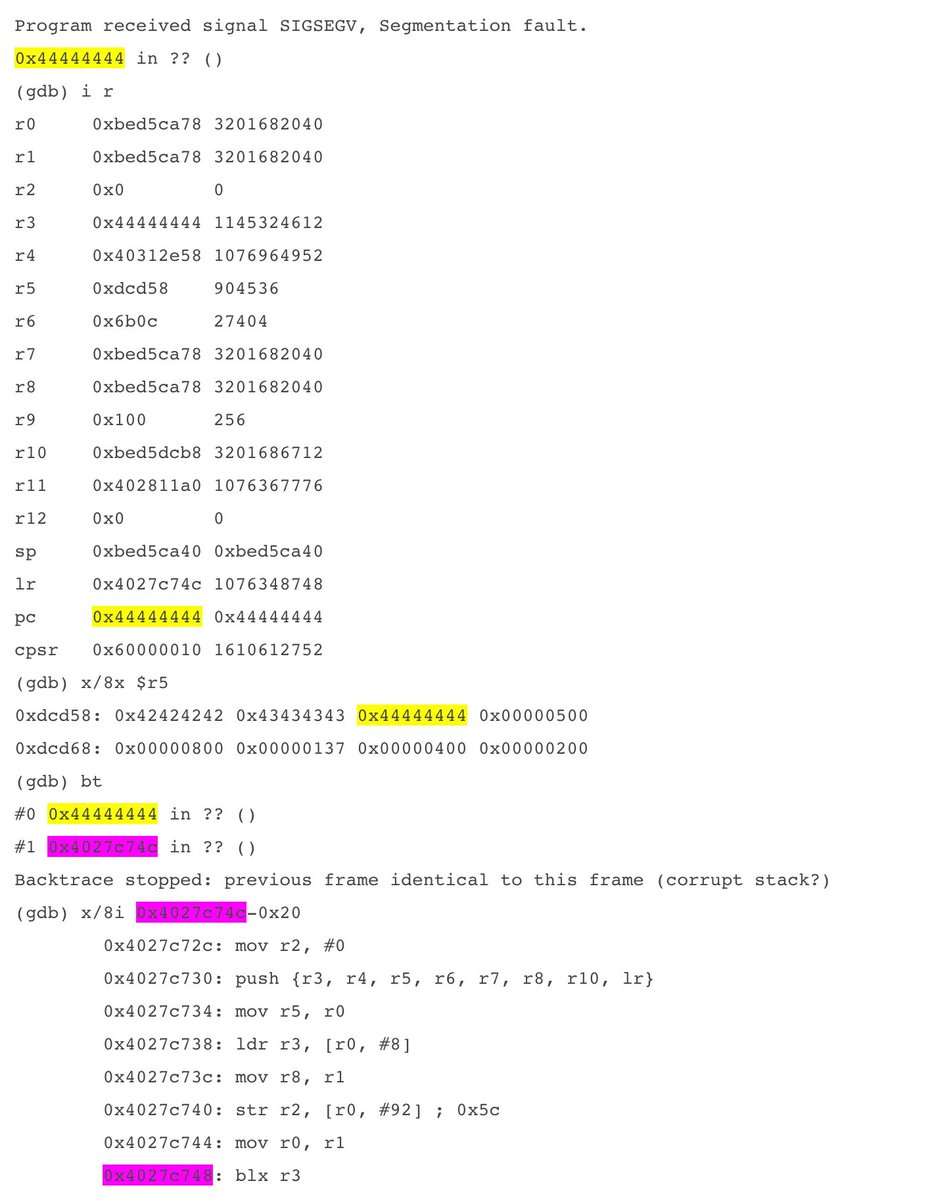 Program received signal SIGSEGV, Segmentation fault.
0x44444444 in ?? ()
(gdb) i r
r0 0xbed5ca78 3201682040
r1 0xbed5ca78 3201682040
r2 0x0 0
r3 0x44444444 1145324612
r4 0x40312e58 1076964952
r5 0xdcd58 904536
r6 0x6b0c 27404
r7 0xbed5ca78 3201682040
r8 0xbed5ca78 3201682040
r9 0x100 256
r10 0xbed5dcb8 3201686712
r11 0x402811a0 1076367776
r12 0x0 0
sp 0xbed5ca40 0xbed5ca40
lr 0x4027c74c 1076348748
pc 0x44444444 0x44444444
cpsr 0x60000010 1610612752
(gdb) x/8x $r5
0xdcd58: 0x42424242 0x43434343 0x44444444 0x00000500
0xdcd68: 0x00000800 0x00000137 0x00000400 0x00000200
(gdb) bt
#0 0x44444444 in ?? ()
#1 0x4027c74c in ?? ()
Backtrace stopped: previous frame identical to this frame (corrupt stack?)
(gdb) x/8i 0x4027c74c-0x20
0x4027c72c: mov r2, #0
0x4027c730: push {r3, r4, r5, r6, r7, r8, r10, lr}
0x4027c734: mov r5, r0
0x4027c738: ldr r3, [r0, #8]
0x4027c73c: mov r8, r1
0x4027c740: str r2, [r0, #92] ; 0x5c
0x4027c744: mov r0, r1
0x4027c748: blx r3